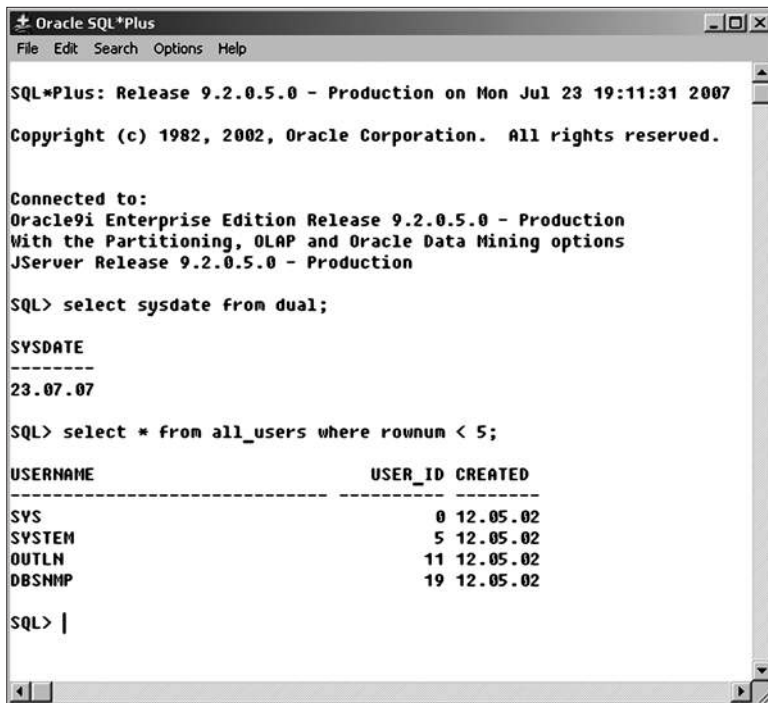 Oracle SQL*Plus
File Edit Search Options Help
SQL*Plus: Release 9.2.0.5.0 - Production on Mon Jul 23 19:11:31 2007
Copyright (c) 1982, 2002, Oracle Corporation.  All rights reserved.
Connected to:
Oracle9i Enterprise Edition Release 9.2.0.5.0 - Production
With the Partitioning, OLAP and Oracle Data Mining options
JServer Release 9.2.0.5.0 - Production
SQL> select sysdate from dual;
SYSDATE
--------
23.07.07
SQL> select * from all_users where rownum < 5;
USERNAME                          USER_ID CREATED
------------------------------ ---------- --------
SYS                                     0 12.05.02
SYSTEM                                  5 12.05.02
OUTLN                                  11 12.05.02
DBSNMP                                 19 12.05.02
SQL>